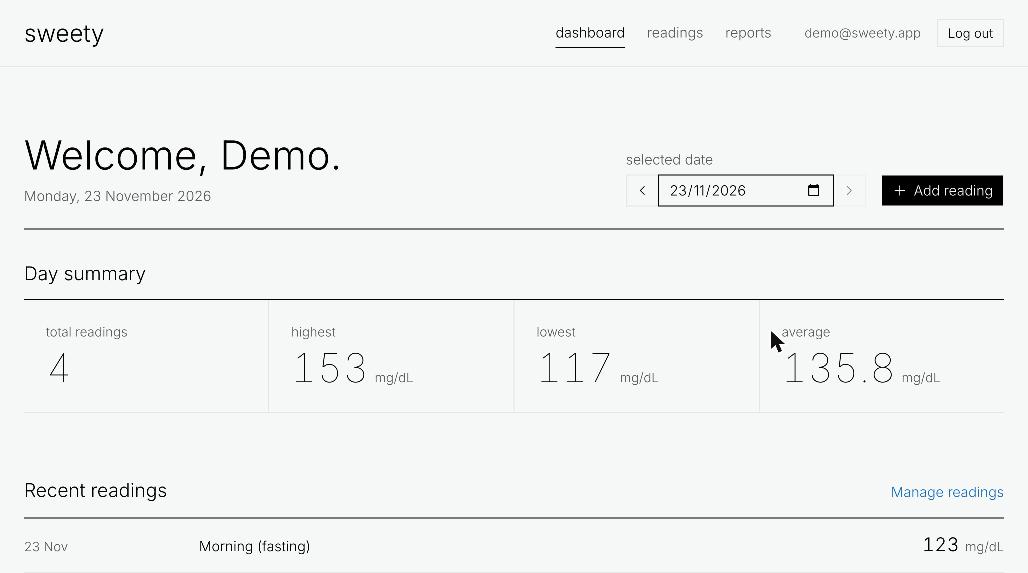 sweety
dashboard readings reports demo@sweety.app Log out
Welcome, Demo.
Monday, 23 November 2026
selected date
23/11/2026
+ Add reading
Day summary
total readings
4
highest
153 mg/dL
lowest
117 mg/dL
average
135.8 mg/dL
Recent readings
Manage readings
23 Nov Morning (fasting) 123 mg/dL